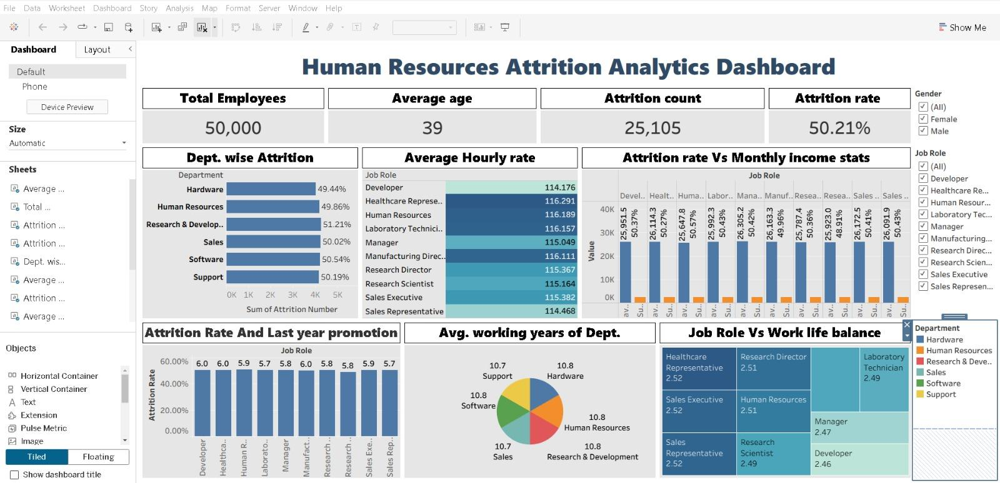 File Data Worksheet Dashboard Story Analysis Map Format Server Window Help
Show Me
Dashboard Layout
Default
Phone
Device Preview
Size
Automatic
Sheets
Average ...
Total ...
Attrition ...
Attrition ...
Dept. wis...
Average ...
Attrition ...
Average ...
Objects
Horizontal Container
Vertical Container
Text
Extension
Pulse Metric
Image
Tiled Floating
Show dashboard title
Human Resources Attrition Analytics Dashboard
Total Employees
50,000
Average age
39
Attrition count
25,105
Attrition rate
50.21%
Dept. wise Attrition
Department
Hardware 49.44%
Human Resources 49.86%
Research & Develop.. 51.21%
Sales 50.02%
Software 50.54%
Support 50.19%
0K 1K 2K 3K 4K 5K
Sum of Attrition Number
Average Hourly rate
Job Role
Developer 114.176
Healthcare Represe.. 116.291
Human Resources 116.189
Laboratory Technici.. 116.157
Manager 115.049
Manufacturing Direc.. 116.111
Research Director 115.367
Research Scientist 115.164
Sales Executive 115.382
Sales Representative 114.468
Attrition rate Vs Monthly income stats
Job Role
Devel.. Healt.. Huma.. Labor.. Mana.. Manuf.. Resea.. Resea.. Sales .. Sales ..
Value
40K
30K
20K
10K
0K
25,951.5 50.37% 26,114.3 50.27% 25,647.8 50.57% 25,992.3 50.43% 26,305.2 50.42% 26,163.3 49.96% 25,787.4 50.36% 25,923.0 48.91% 26,172.5 50.41% 26,091.9 50.43%
av.. Su.. av.. Su.. av.. Su.. av.. Su.. av.. Su.. av.. Su.. av.. Su.. av.. Su.. av.. Su.. av.. Su..
Attrition Rate And Last year promotion
Job Role
Attrition Rate
60.00%
40.00%
20.00%
0.00%
6.0 6.0 5.9 5.7 5.8 6.0 5.8 5.8 5.9 5.7
Developer Healthca.. Human R.. Laborato.. Manager Manufact.. Research .. Research .. Sales Exe.. Sales Rep..
Avg. working years of Dept.
10.7
Support
10.8
Hardware
10.8
Software
10.8
Human Resources
10.7
Sales
10.8
Research & Development
Job Role Vs Work life balance
Healthcare
Representative
2.52
Sales Executive
2.52
Sales
Representative
2.52
Research Director
2.51
Human Resources
2.51
Research
Scientist
2.49
Laboratory
Technician
2.49
Manager
2.47
Developer
2.46
Gender
(All)
Female
Male
Job Role
(All)
Developer
Healthcare Re...
Human Resour...
Laboratory Tec...
Manager
Manufacturing...
Research Direc...
Research Scien...
Sales Executive
Sales Represen...
Department
Hardware
Human Resources
Research & Deve..
Sales
Software
Support